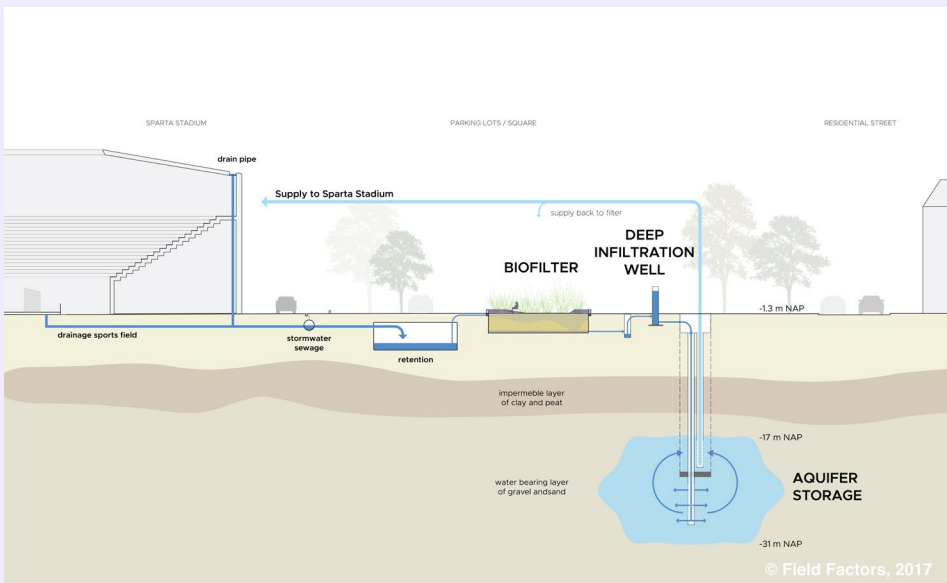 SPARTA STADIUM
PARKING LOTS / SQUARE
RESIDENTIAL STREET
drain pipe
Supply to Sparta Stadium
supply back to filter
DEEP
INFILTRATION
WELL
BIOFILTER
-1.3 m NAP
drainage sports field
stormwater
sewage
retention
impermeble layer
of clay and peat
-17 m NAP
water bearing layer
of gravel andsand
AQUIFER
STORAGE
-31 m NAP
© Field Factors, 2017